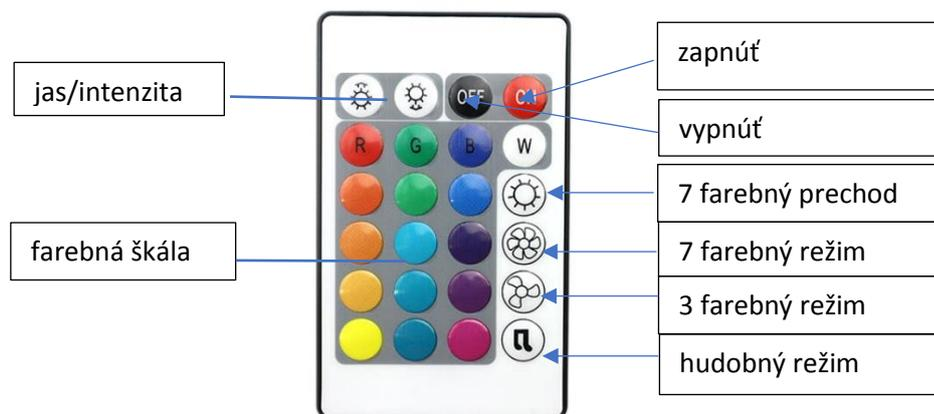 zapnúť
jas/intenzita
OFF
ON
vypnúť
R
G
B
W
7 farebný prechod
farebná škála
7 farebný režim
3 farebný režim
hudobný režim